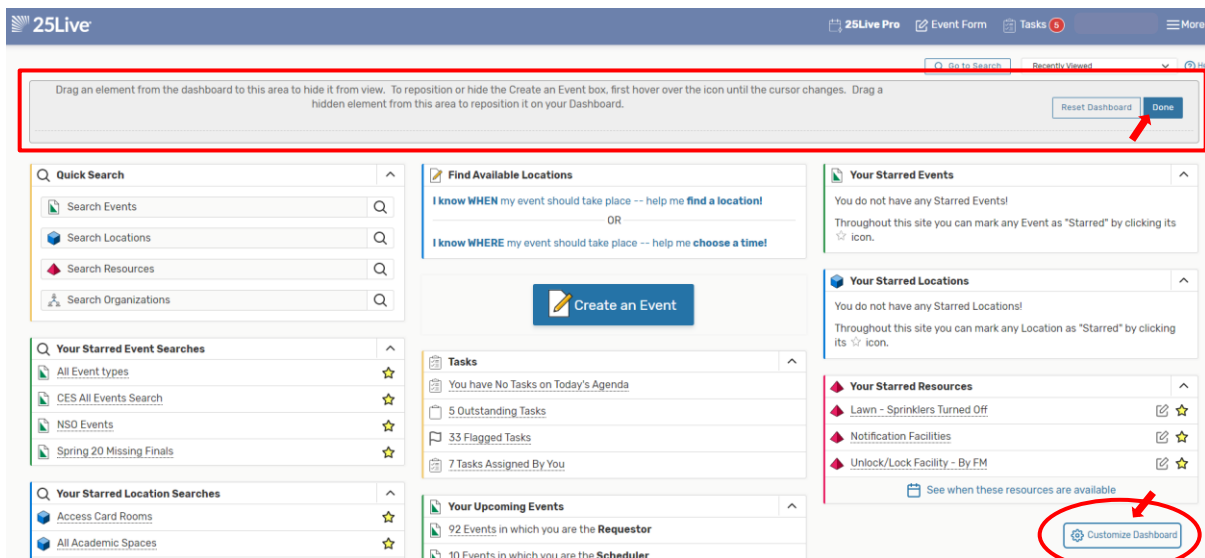 25Live
25Live Pro
Event Form
Tasks 5
More
Go to Search
Recently Viewed
Drag an element from the dashboard to this area to hide it from view. To reposition or hide the Create an Event box, first hover over the icon until the cursor changes. Drag a
hidden element from this area to reposition it on your Dashboard.
Reset Dashboard
Done
Quick Search
Search Events
Search Locations
Search Resources
Search Organizations
Your Starred Event Searches
All Event types
CES All Events Search
NSO Events
Spring 20 Missing Finals
Your Starred Location Searches
Access Card Rooms
All Academic Spaces
Find Available Locations
I know WHEN my event should take place -- help me find a location!
OR
I know WHERE my event should take place -- help me choose a time!
Create an Event
Tasks
You have No Tasks on Today's Agenda
5 Outstanding Tasks
33 Flagged Tasks
7 Tasks Assigned By You
Your Upcoming Events
92 Events in which you are the Requestor
10 Events in which you are the Scheduler
Your Starred Events
You do not have any Starred Events!
Throughout this site you can mark any Event as "Starred" by clicking its
☆ icon.
Your Starred Locations
You do not have any Starred Locations!
Throughout this site you can mark any Location as "Starred" by clicking
its ☆ icon.
Your Starred Resources
Lawn - Sprinklers Turned Off
Notification Facilities
Unlock/Lock Facility - By FM
See when these resources are available
Customize Dashboard